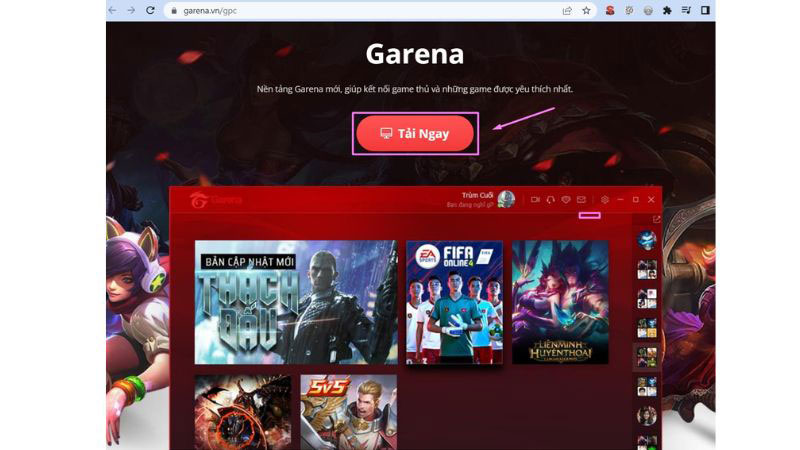 garena.vn/gpc
Garena
Nền tảng Garena mới, giúp kết nối game thủ và những game được yêu thích nhất.
Tải Ngay
Garena
Trùm Cuối
Bạn đang nghĩ gì?
BẢN CẬP NHẬT MỚI
THÁCH
ĐẤU
EA
SPORTS
FIFA
ONLINE 4
LIÊN MINH
HUYỀN THOẠI
5V5